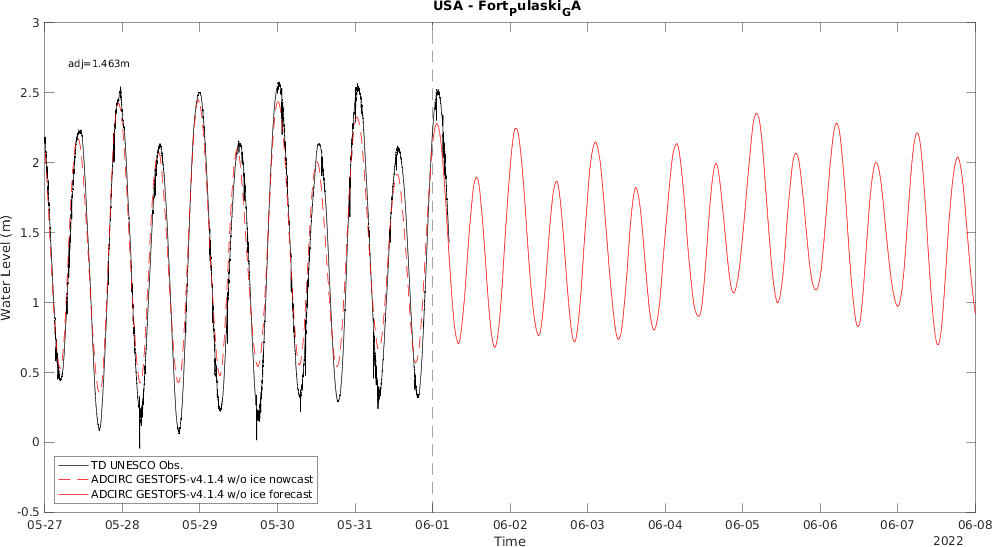 USA - Fort_Pulaski_GA
3
adj=1.463m
2.5
2
1.5
Water Level (m)
1
0.5
0
TD UNESCO Obs.
ADCIRC GESTOFS-v4.1.4 w/o ice nowcast
ADCIRC GESTOFS-v4.1.4 w/o ice forecast
-0.5
05-27 05-28 05-29 05-30 05-31 06-01 06-02 06-03 06-04 06-05 06-06 06-07 06-08
Time
2022